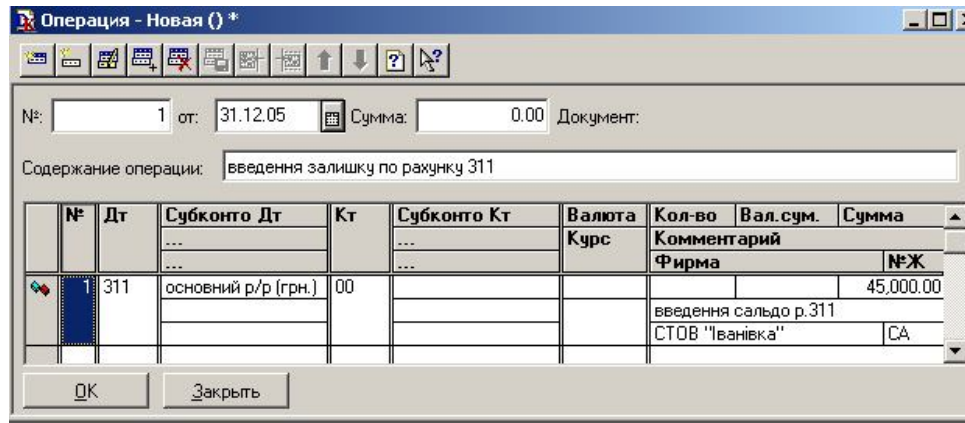 Операция - Новая () *
№: 1 от: 31.12.05 Сумма: 0.00 Документ:
Содержание операции: введення залишку по рахунку 311
№ Дт Субконто Дт Кт Субконто Кт Валюта Кол-во Вал.сум. Сумма
... ... Курс Комментарий
... ... Фирма №Ж
1 311 основний р/р (грн.) 00 45,000.00
введення сальдо р.311
СТОВ "Іванівка" СА
OK Закрыть